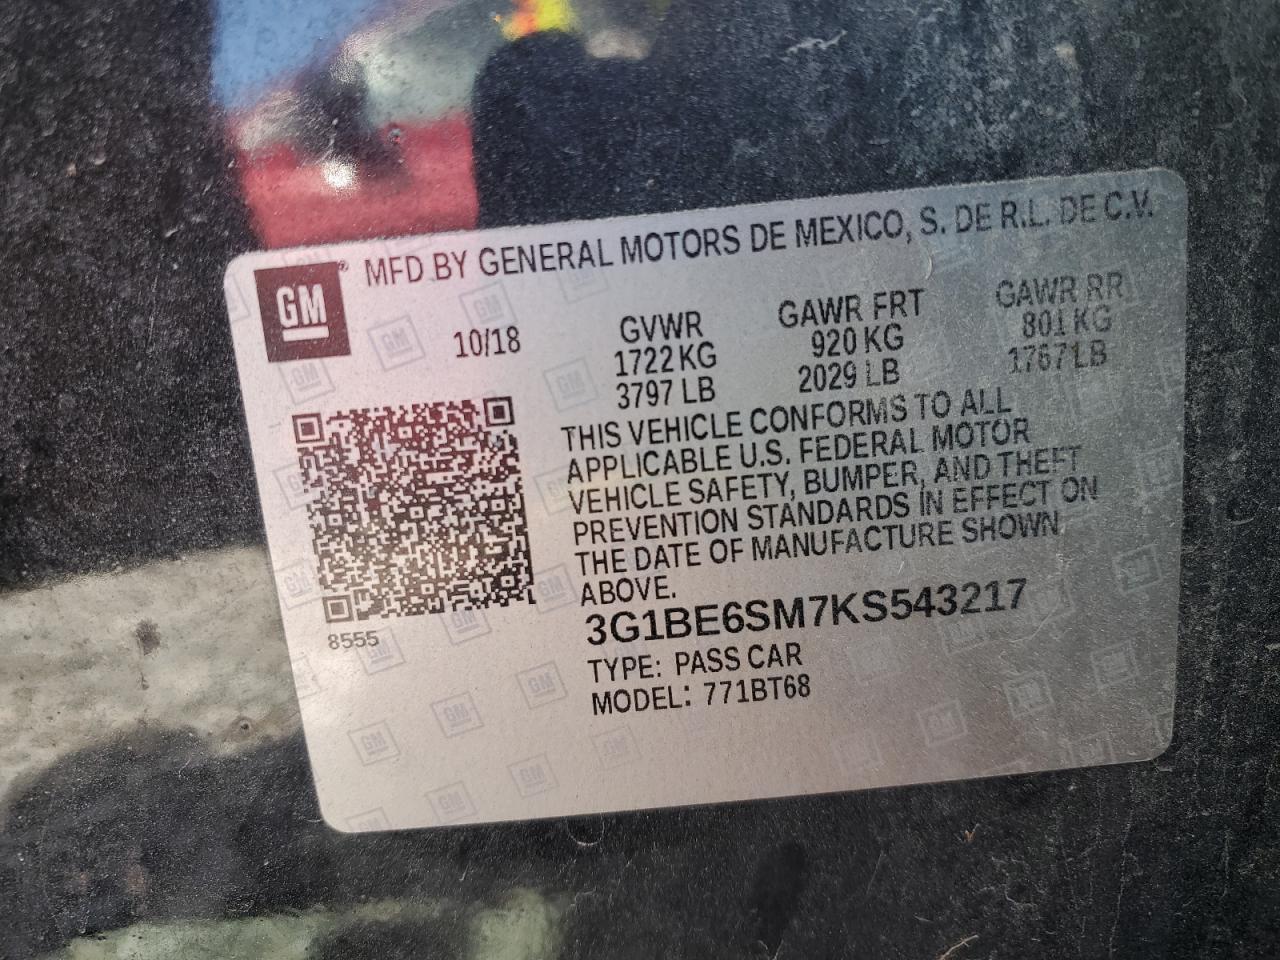 GM
MFD BY GENERAL MOTORS DE MEXICO, S. DE R.L. DE C.V.
10/18
GVWR GAWR FRT GAWR RR
1722 KG 920 KG 801 KG
3797 LB 2029 LB 1767 LB
THIS VEHICLE CONFORMS TO ALL
APPLICABLE U.S. FEDERAL MOTOR
VEHICLE SAFETY, BUMPER, AND THEFT
PREVENTION STANDARDS IN EFFECT ON
THE DATE OF MANUFACTURE SHOWN
ABOVE.
3G1BE6SM7KS543217
8555
TYPE: PASS CAR
MODEL: 771BT68